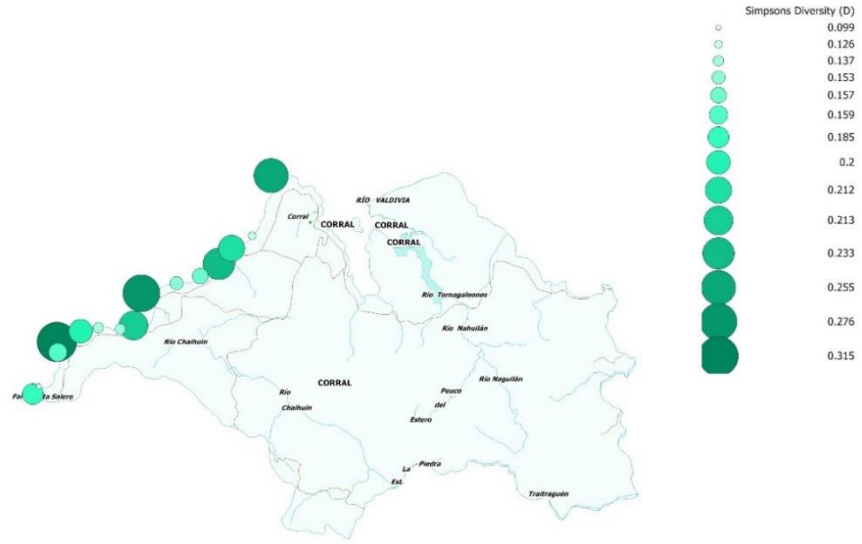 Simpsons Diversity (D)
0.099
0.126
0.137
0.153
0.157
0.159
0.185
0.2
0.212
0.213
0.233
0.255
0.276
0.315
RÍO VALDIVIA
Corral
CORRAL
CORRAL
CORRAL
Río Tornagaleones
Río Nahuilán
Río Chaihuin
Río Naguilán
CORRAL
Río
Chaihuin
Peuco
del
Estero
La Piedra
Est.
Traitraguén
Salero